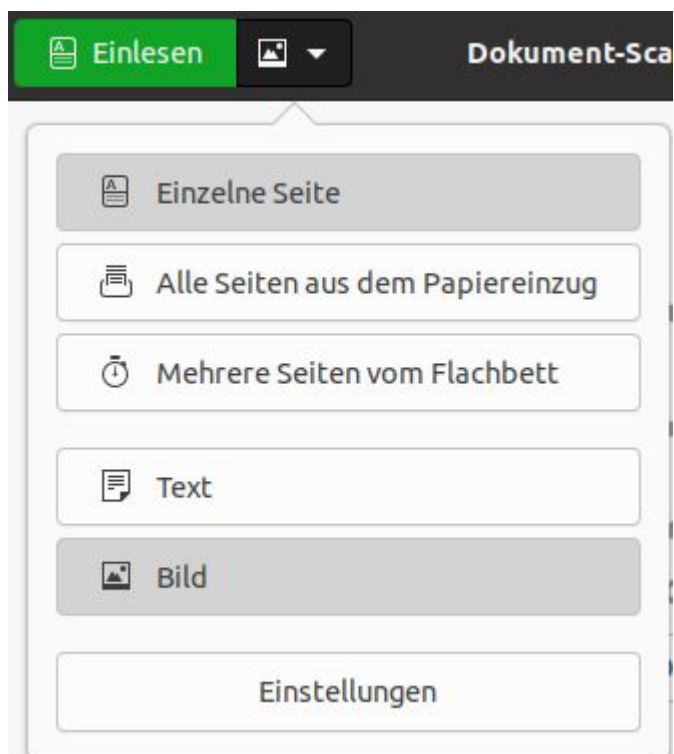 Einlesen
Dokument-Sca
Einzelne Seite
Alle Seiten aus dem Papiereinzug
Mehrere Seiten vom Flachbett
Text
Bild
Einstellungen